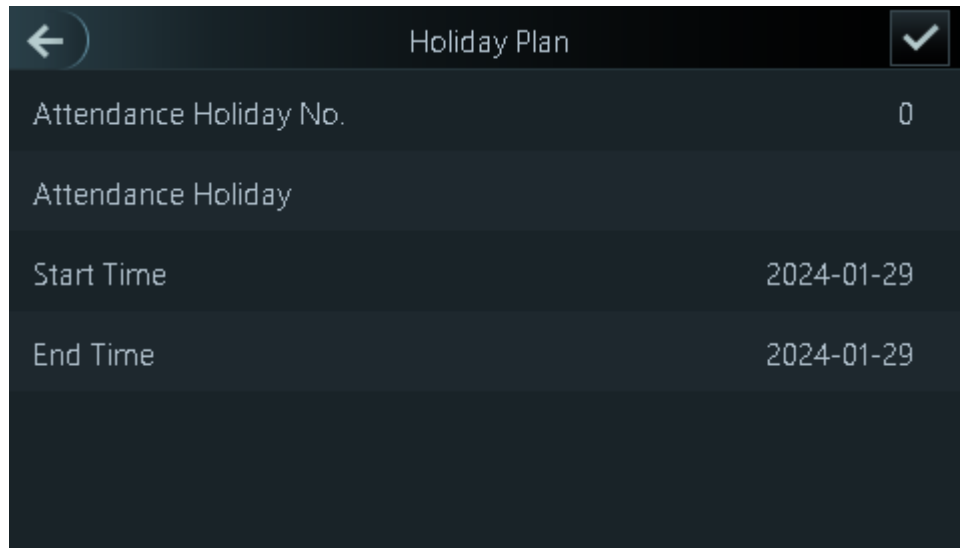 Holiday Plan
Attendance Holiday No. 0
Attendance Holiday
Start Time 2024-01-29
End Time 2024-01-29